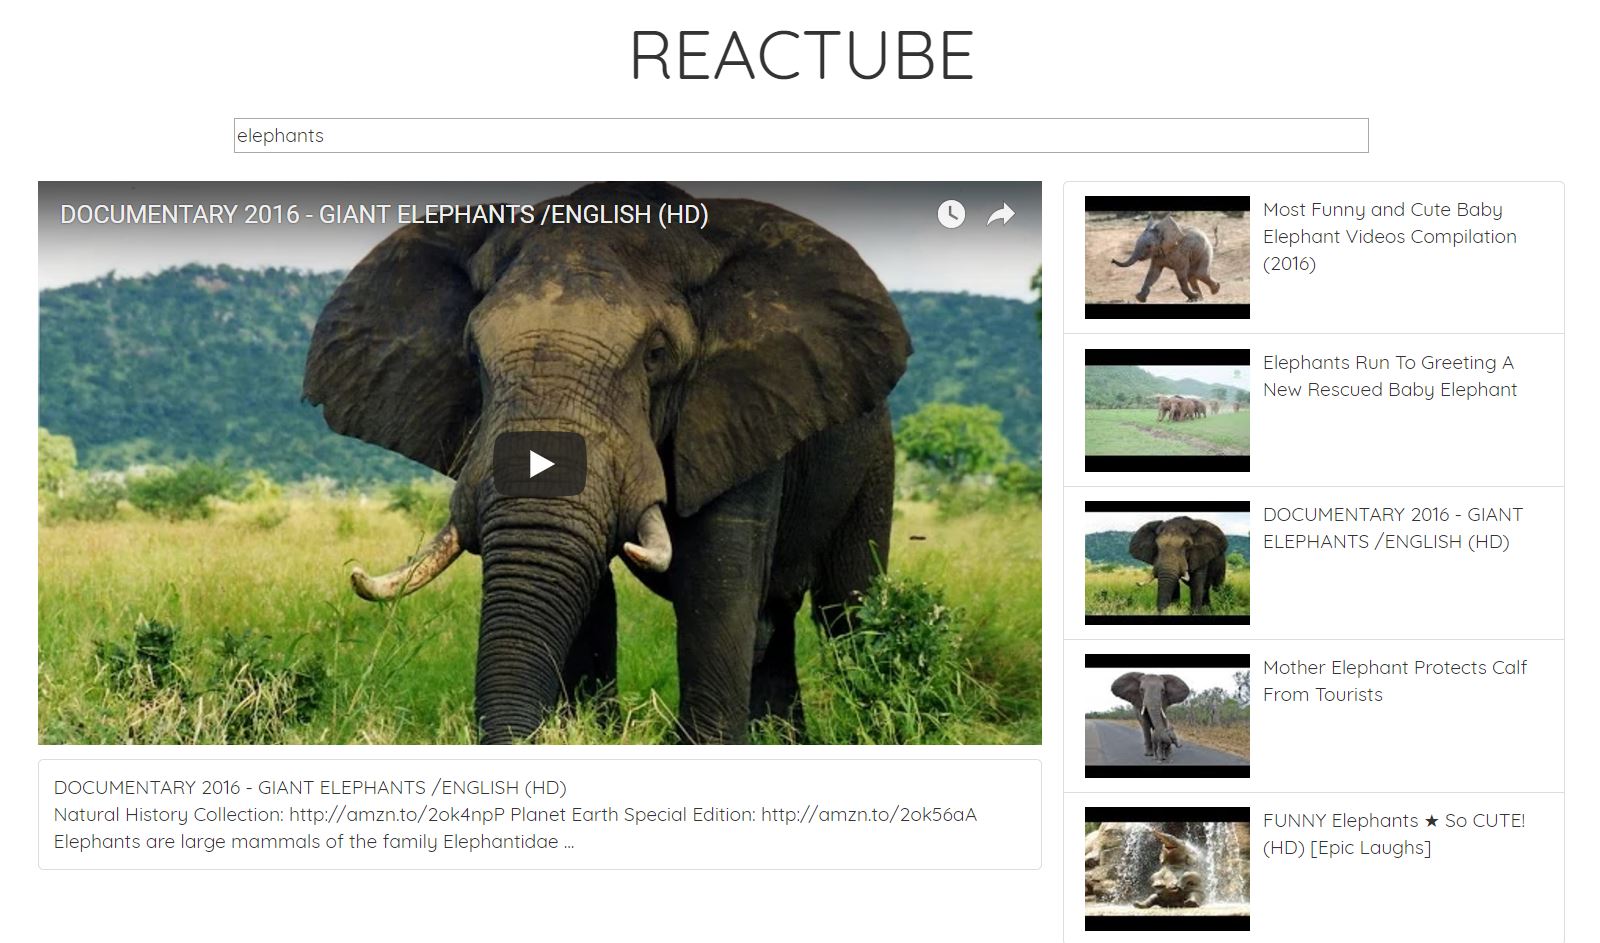 REACTUBE
elephants
DOCUMENTARY 2016 - GIANT ELEPHANTS /ENGLISH (HD)
DOCUMENTARY 2016 - GIANT ELEPHANTS /ENGLISH (HD)
Natural History Collection: http://amzn.to/2ok4npP Planet Earth Special Edition: http://amzn.to/2ok56aA
Elephants are large mammals of the family Elephantidae ...
Most Funny and Cute Baby
Elephant Videos Compilation
(2016)
Elephants Run To Greeting A
New Rescued Baby Elephant
DOCUMENTARY 2016 - GIANT
ELEPHANTS /ENGLISH (HD)
Mother Elephant Protects Calf
From Tourists
FUNNY Elephants ★ So CUTE!
(HD) [Epic Laughs]